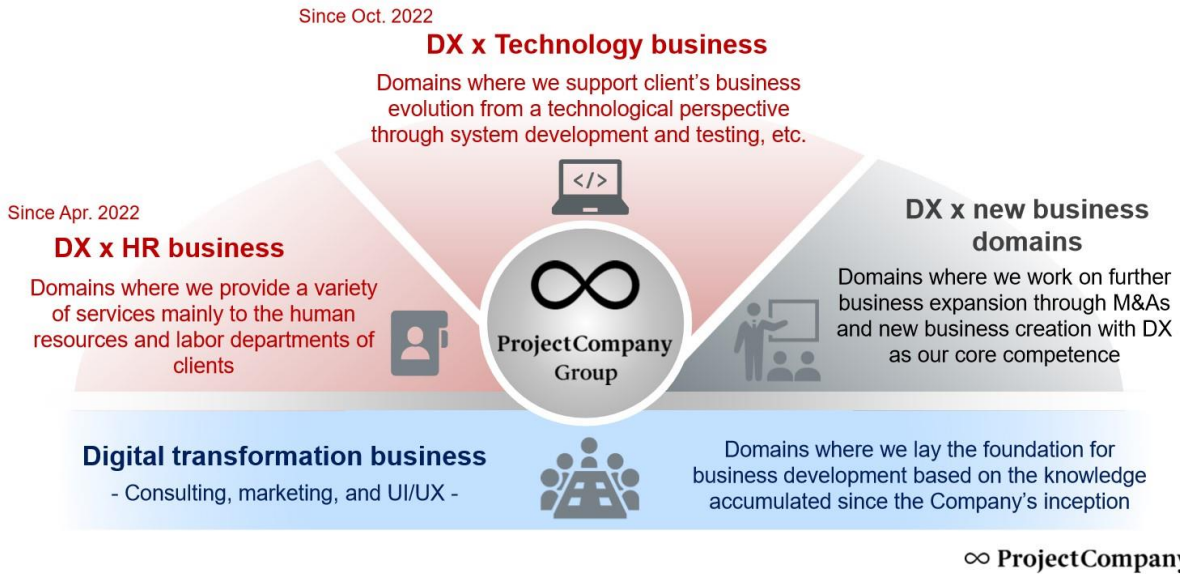 Since Oct. 2022
DX x Technology business
Domains where we support client's business
evolution from a technological perspective
through system development and testing, etc.
</>
Since Apr. 2022
DX x HR business
Domains where we provide a variety
of services mainly to the human
resources and labor departments of
clients
ProjectCompany
Group
DX x new business
domains
Domains where we work on further
business expansion through M&As
and new business creation with DX
as our core competence
Digital transformation business
- Consulting, marketing, and UI/UX -
Domains where we lay the foundation for
business development based on the knowledge
accumulated since the Company's inception
∞ ProjectCompany